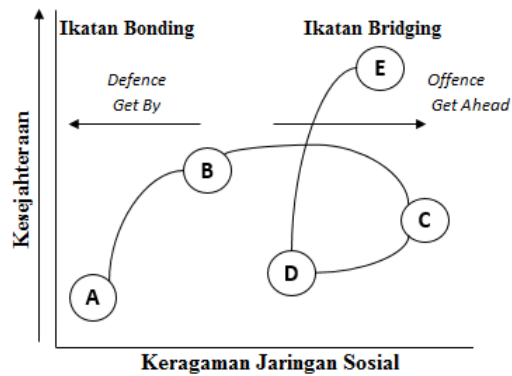 Ikatan Bonding
Ikatan Bridging
Defence
Get By
Offence
Get Ahead
E
B
C
D
A
Kesejahteraan
Keragaman Jaringan Sosial